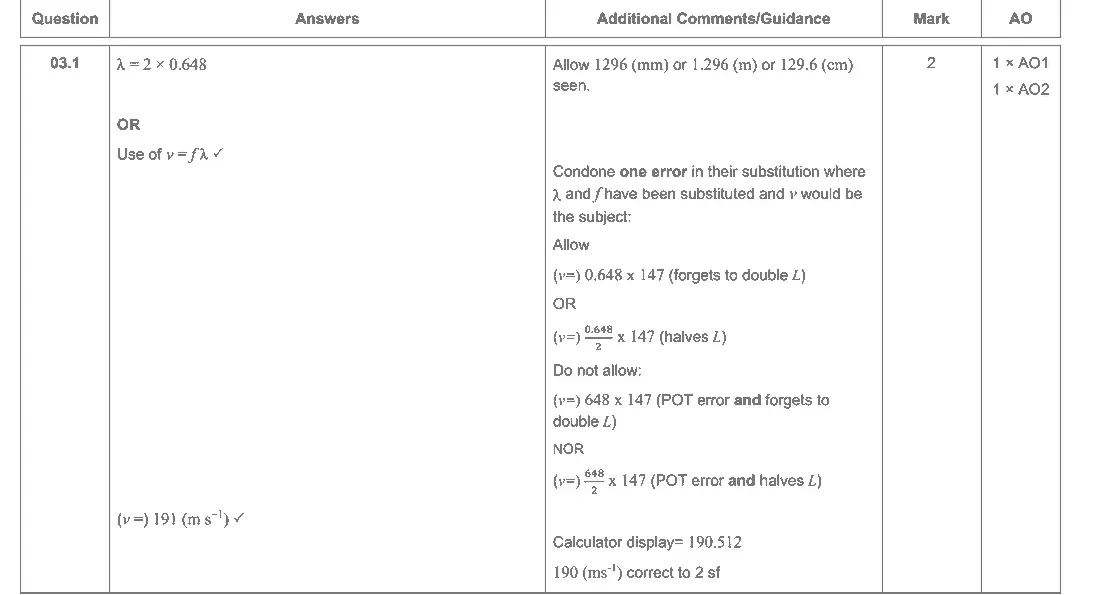 Question Answers Additional Comments/Guidance Mark AO
03.1 λ = 2 × 0.648 Allow 1296 (mm) or 1.296 (m) or 129.6 (cm) 2 1 × AO1
seen. 1 × AO2
OR
Use of v = f λ ✓
Condone one error in their substitution where
λ and f have been substituted and v would be
the subject:
Allow
(v=) 0.648 x 147 (forgets to double L)
OR
(v=) 0.648/2 x 147 (halves L)
Do not allow:
(v=) 648 x 147 (POT error and forgets to
double L)
NOR
(v=) 648/2 x 147 (POT error and halves L)
(v =) 191 (m s⁻¹) ✓
Calculator display= 190.512
190 (ms⁻¹) correct to 2 sf